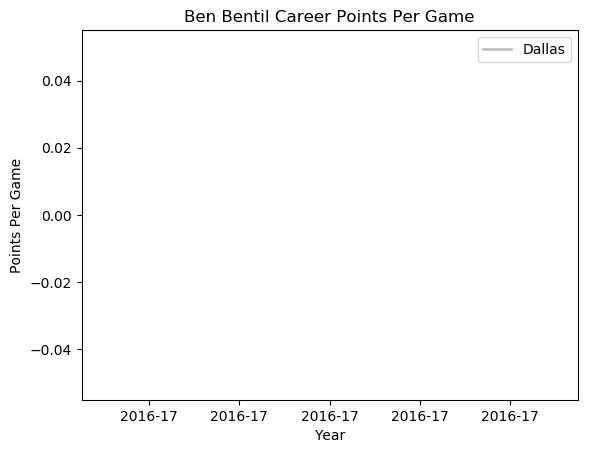 Ben Bentil Career Points Per Game
Dallas
0.04
0.02
0.00
−0.02
−0.04
Points Per Game
2016-17 2016-17 2016-17 2016-17 2016-17
Year